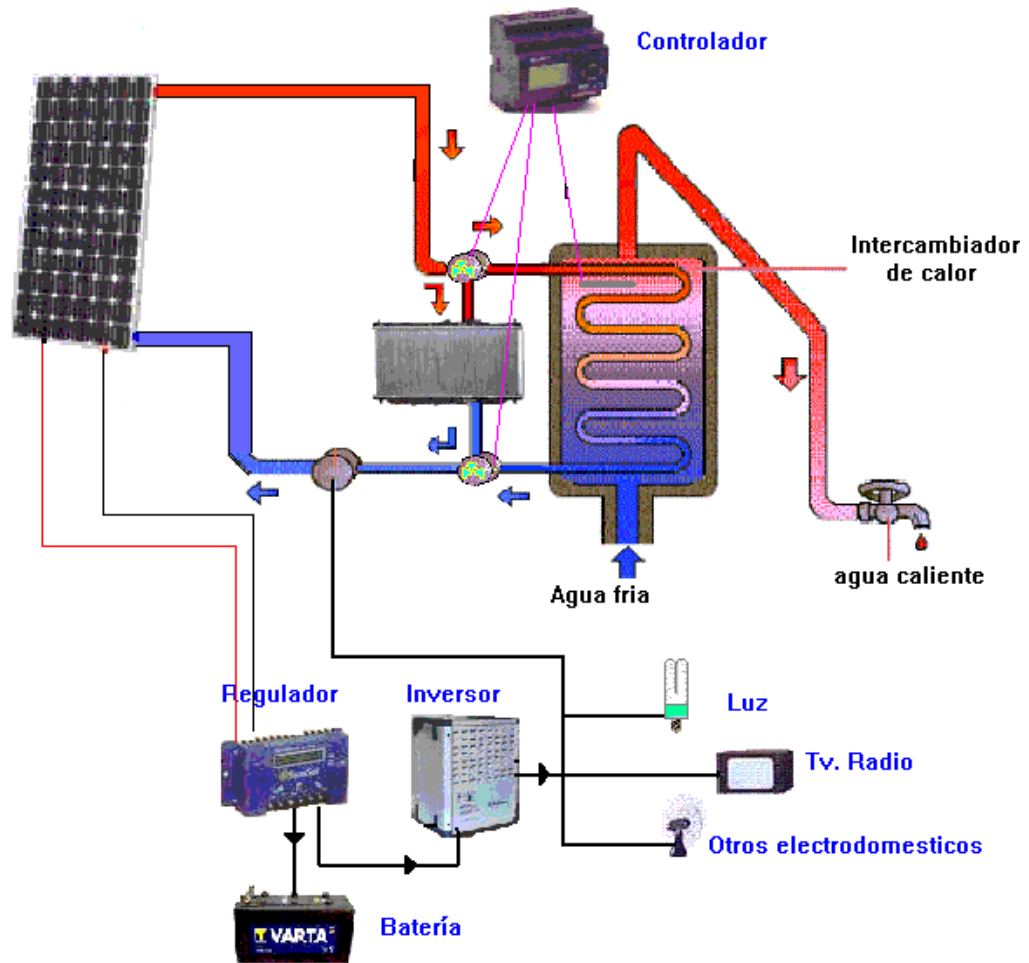 Controlador
Intercambiador
de calor
agua caliente
Agua fria
Regulador
Inversor
Luz
Tv. Radio
Otros electrodomesticos
Batería
VARTA